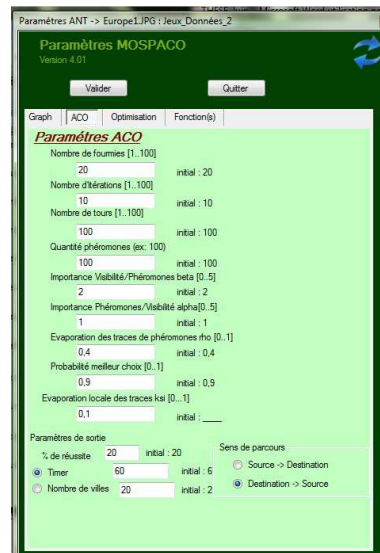 Paramètres ANT -> Europe1.JPG : Jeux_Données_2
Paramètres MOSPACO
Version 4.01
Valider Quitter
Graph ACO Optimisation Fonction(s)
Paramétres ACO
Nombre de fourmies [1..100]
20 initial : 20
Nombre d'Itérations [1..100]
10 initial : 10
Nombre de tours [1..100]
100 initial : 100
Quantité phéromones (ex: 100)
100 initial : 100
Importance Visibilité/Phéromones beta [0..5]
2 initial : 2
Importance Phéromones/Visibilité alpha[0..5]
1 initial : 1
Evaporation des traces de phéromones rho [0..1]
0,4 initial : 0,4
Probabilité meilleur choix [0..1]
0,9 initial : 0,9
Evaporation locale des traces ksi [0...1]
0,1 initial : ____
Paramètres de sortie
% de réussite 20 initial : 20
Sens de parcours
Timer 60 initial : 6
Source -> Destination
Nombre de villes 20 initial : 2
Destination -> Source